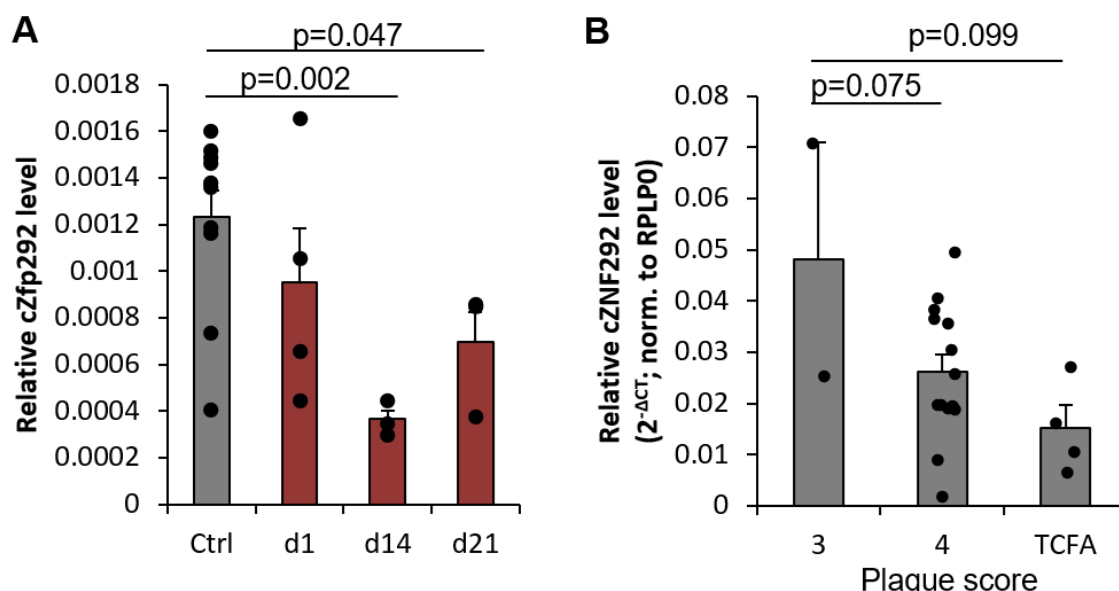 A
p=0.047
p=0.002
Relative cZfp292 level
0.0018
0.0016
0.0014
0.0012
0.001
0.0008
0.0006
0.0004
0.0002
0
Ctrl d1 d14 d21
B
p=0.099
p=0.075
Relative cZNF292 level
(2-ΔCT; norm. to RPLP0)
0.08
0.07
0.06
0.05
0.04
0.03
0.02
0.01
0
3 4 TCFA
Plaque score